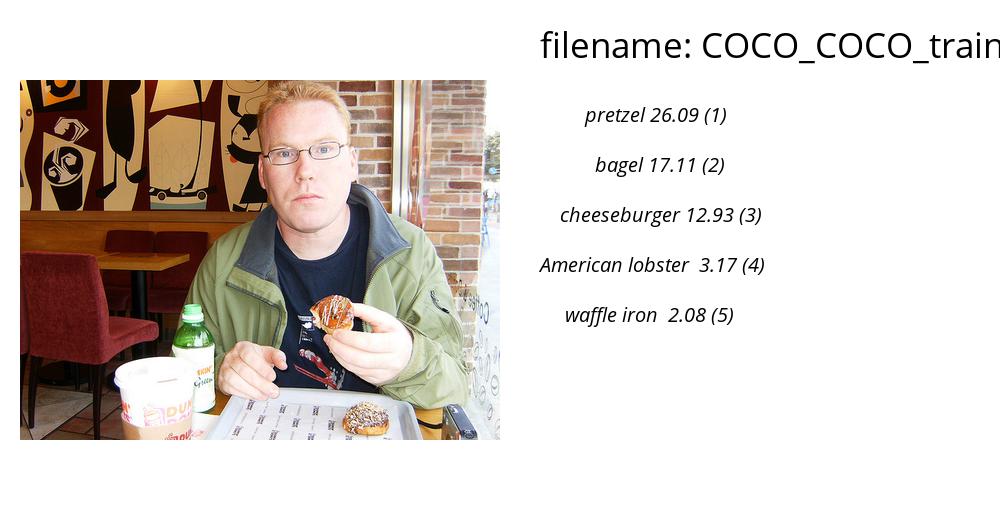 filename: COCO_COCO_train
pretzel 26.09 (1)
bagel 17.11 (2)
cheeseburger 12.93 (3)
American lobster 3.17 (4)
waffle iron 2.08 (5)
DUN